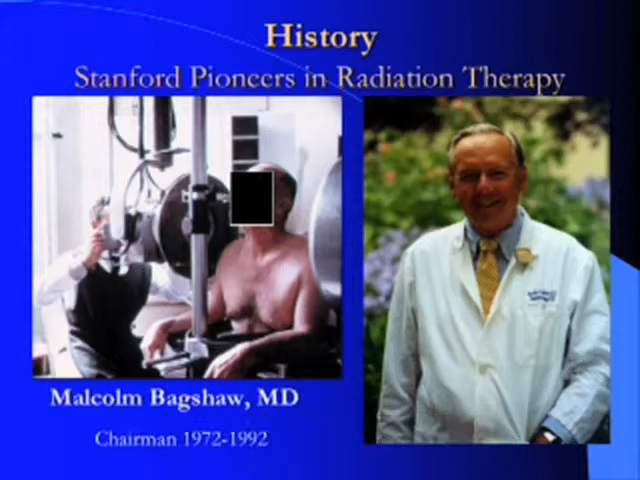 History
Stanford Pioneers in Radiation Therapy
Malcolm Bagshaw, MD
Chairman 1972-1992